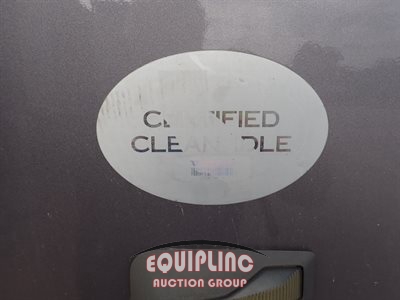 CERTIFIED
CLEAN IDLE
EQUIPLINC
AUCTION GROUP